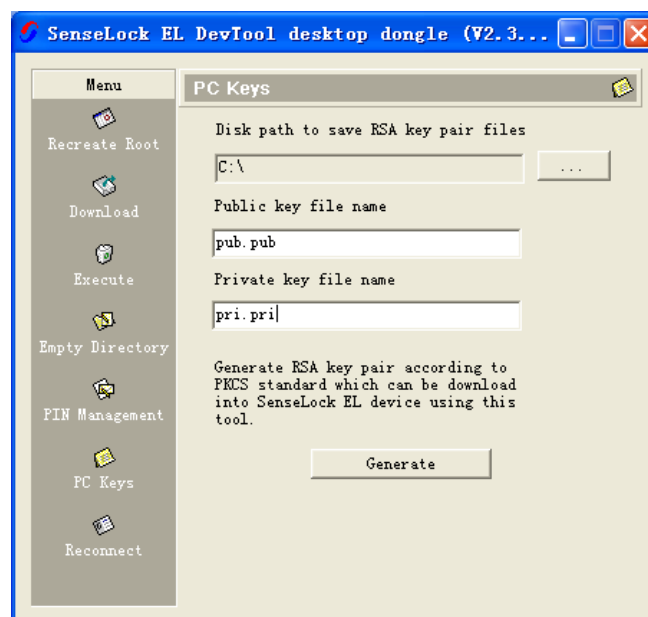 SenseLock EL DevTool desktop dongle (V2.3...
Menu
Recreate Root
Download
Execute
Empty Directory
PIN Management
PC Keys
Reconnect
PC Keys
Disk path to save RSA key pair files
C:\
...
Public key file name
pub.pub
Private key file name
pri.pri
Generate RSA key pair according to
PKCS standard which can be download
into SenseLock EL device using this
tool.
Generate